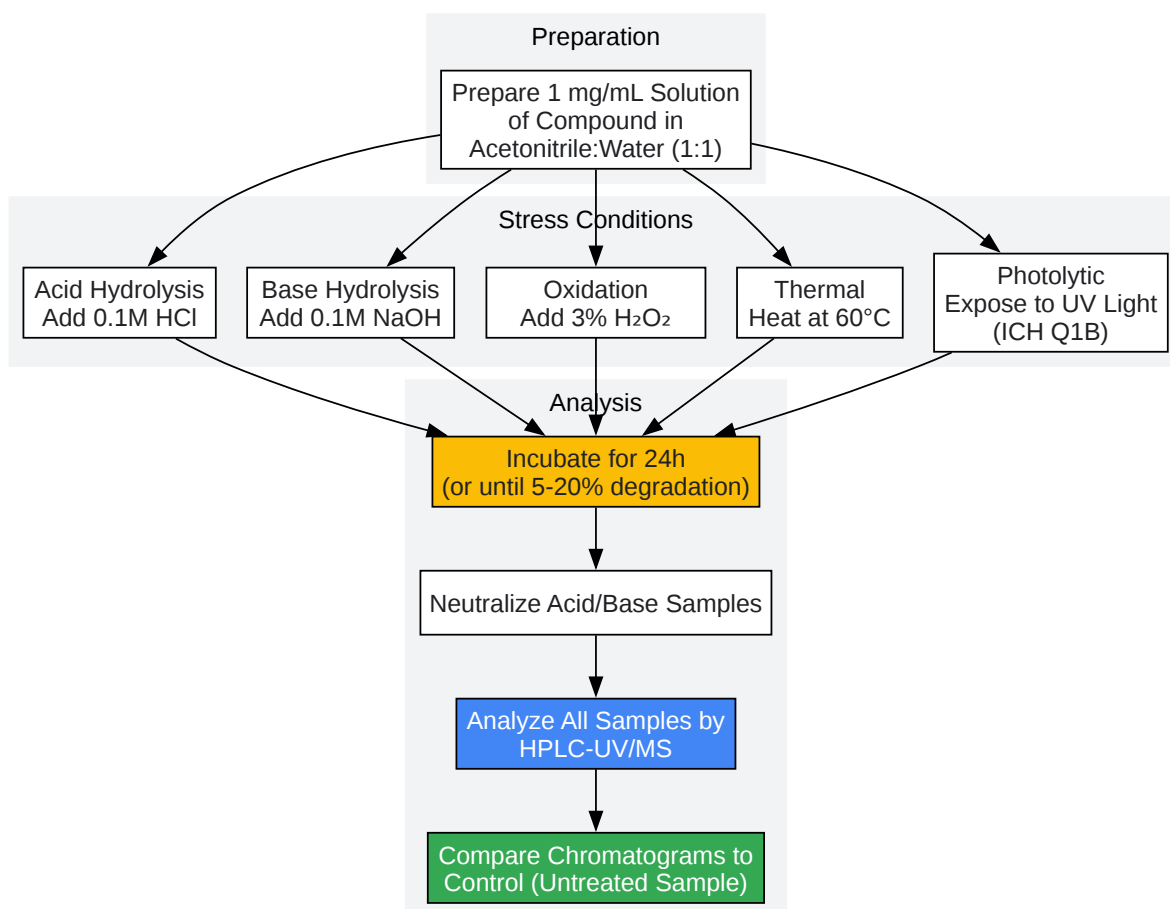 Preparation
Prepare 1 mg/mL Solution
of Compound in
Acetonitrile:Water (1:1)
Stress Conditions
Acid Hydrolysis
Add 0.1M HCl
Base Hydrolysis
Add 0.1M NaOH
Oxidation
Add 3% H₂O₂
Thermal
Heat at 60°C
Photolytic
Expose to UV Light
(ICH Q1B)
Analysis
Incubate for 24h
(or until 5-20% degradation)
Neutralize Acid/Base Samples
Analyze All Samples by
HPLC-UV/MS
Compare Chromatograms to
Control (Untreated Sample)